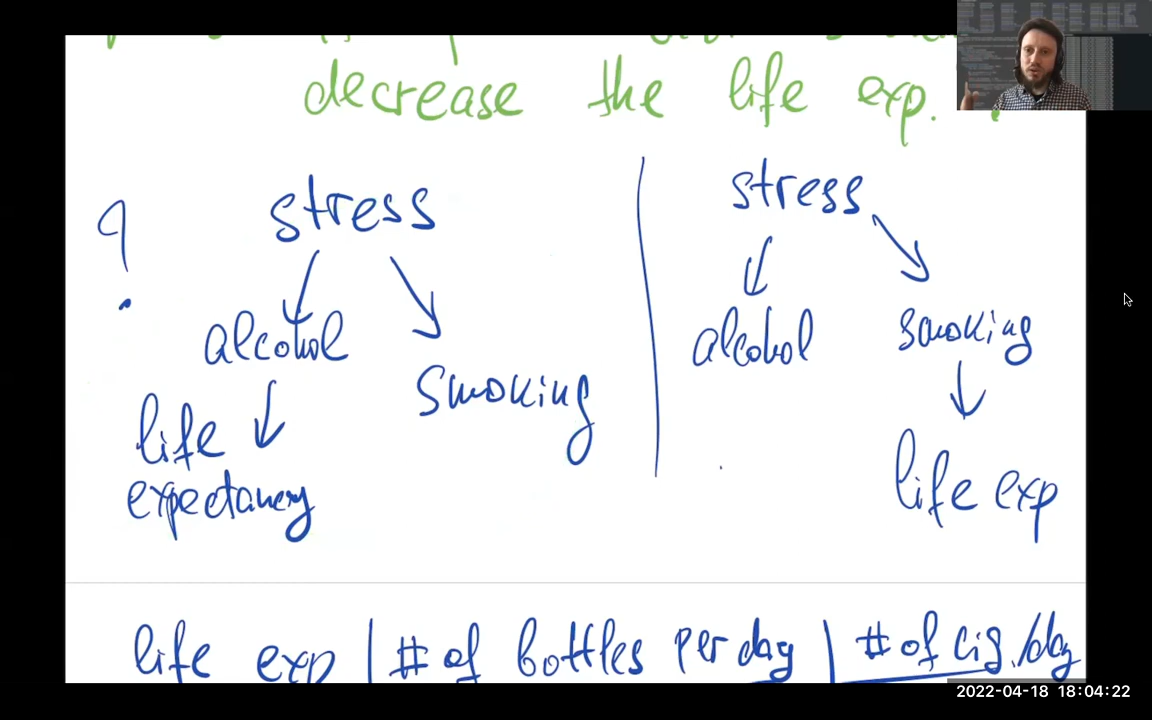 decrease the life exp.
?
stress
alcohol
smoking
life
expectancy
stress
alcohol
smoking
life exp
life exp | # of bottles per day | # of cig./day
2022-04-18 18:04:22